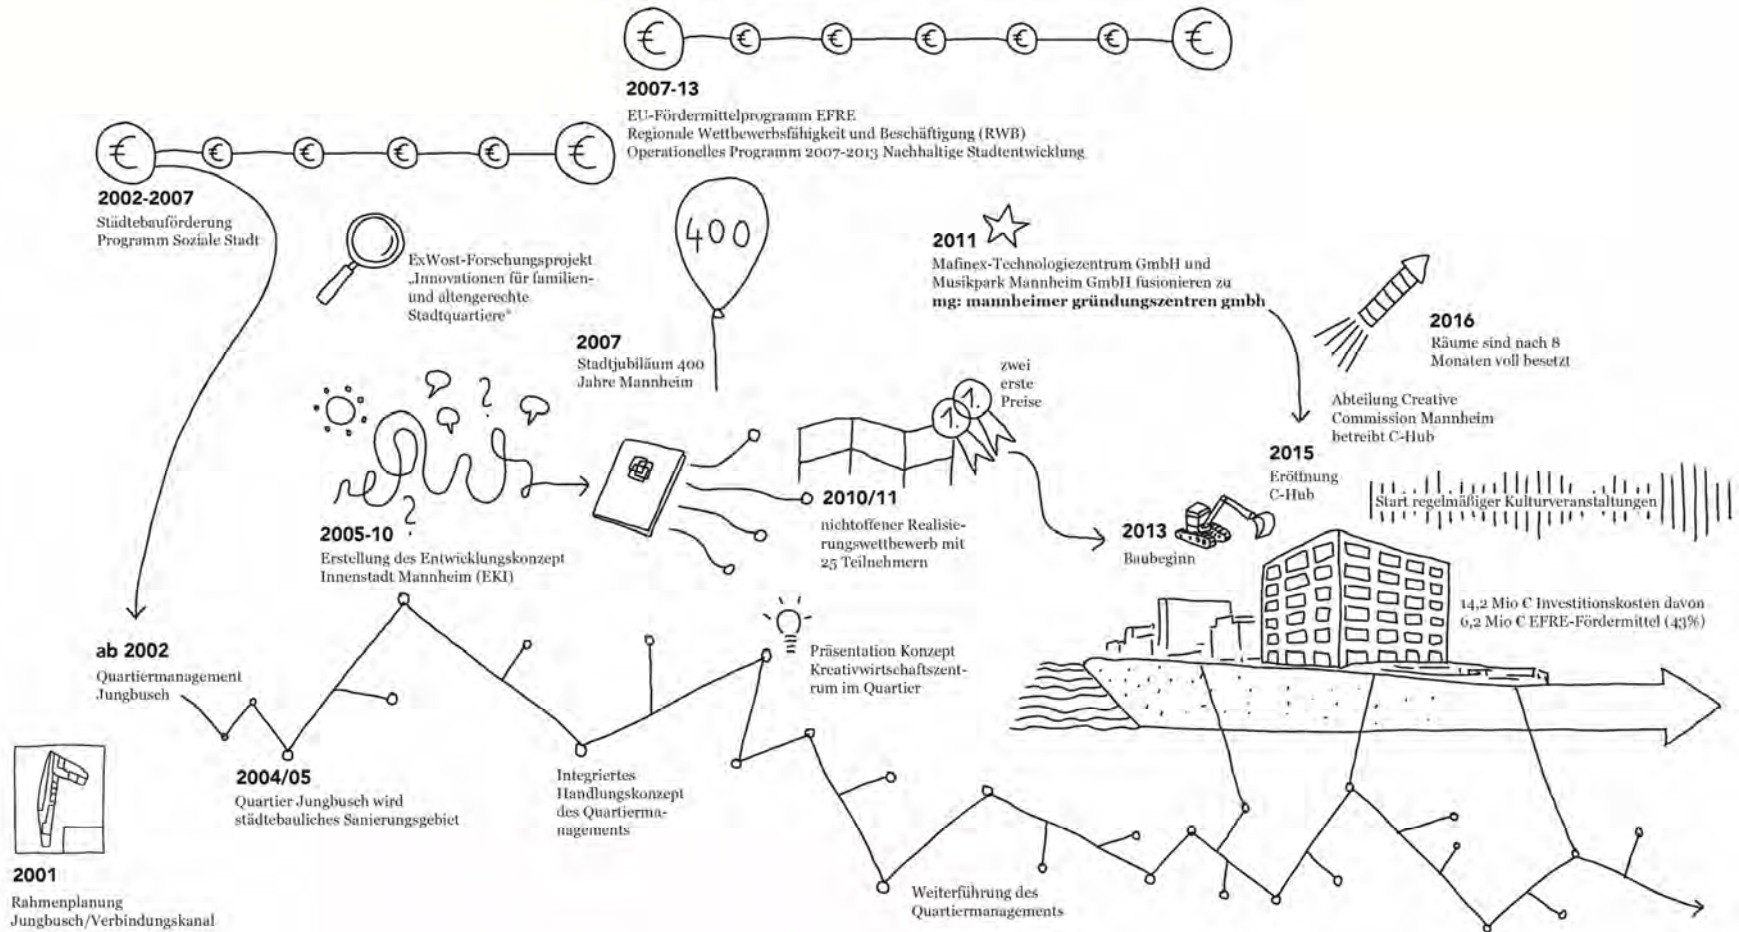 € € € € € € €
2007-13
EU-Fördermittelprogramm EFRE
Regionale Wettbewerbsfähigkeit und Beschäftigung (RWB)
Operationelles Programm 2007-2013 Nachhaltige Stadtentwicklung
€ € € € € €
2002-2007
Städtebauförderung
Programm Soziale Stadt
ExWost-Forschungsprojekt
„Innovationen für familien-
und altengerechte
Stadtquartiere“
400
2007
Stadtjubiläum 400
Jahre Mannheim
2011
Mafinex-Technologiezentrum GmbH und
Musikpark Mannheim GmbH fusionieren zu
mg: mannheimer gründungszentren gmbh
2016
Räume sind nach 8
Monaten voll besetzt
zwei
erste
Preise
1. 1.
Abteilung Creative
Commission Mannheim
betreibt C-Hub
2015
Eröffnung
C-Hub
Start regelmäßiger Kulturveranstaltungen
?
?
2005-10
Erstellung des Entwicklungskonzept
Innenstadt Mannheim (EKI)
2010/11
nichtoffener Realisie-
rungswettbewerb mit
25 Teilnehmern
2013
Baubeginn
14,2 Mio € Investitionskosten davon
6,2 Mio € EFRE-Fördermittel (43%)
ab 2002
Quartiermanagement
Jungbusch
Präsentation Konzept
Kreativwirtschaftszent-
rum im Quartier
2004/05
Quartier Jungbusch wird
städtebauliches Sanierungsgebiet
Integriertes
Handlungskonzept
des Quartierma-
nagements
2001
Rahmenplanung
Jungbusch/Verbindungskanal
Weiterführung des
Quartiermanagements